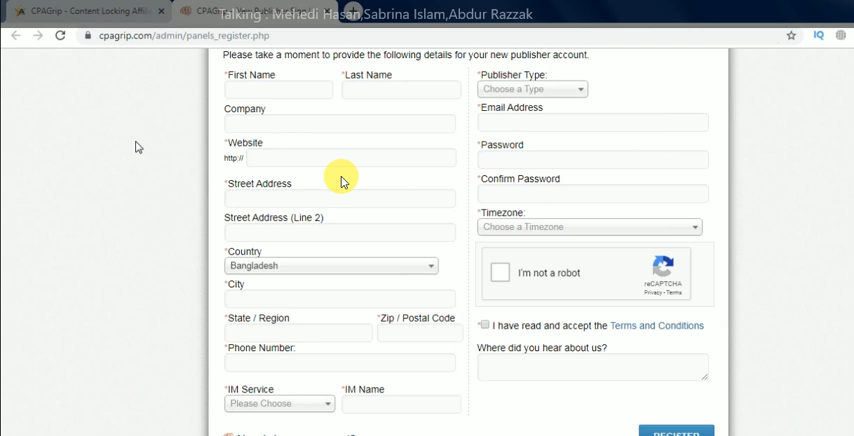 CPAGrip - Content Locking Affili
Talking : Mehedi Hasan,Sabrina Islam,Abdur Razzak
cpagrip.com/admin/panels_register.php
IQ
Please take a moment to provide the following details for your new publisher account.
*First Name
*Last Name
Company
*Website
http://
*Street Address
Street Address (Line 2)
*Country
Bangladesh
*City
*State / Region
*Zip / Postal Code
*Phone Number:
*IM Service
*IM Name
Please Choose
*Publisher Type:
Choose a Type
*Email Address
*Password
*Confirm Password
*Timezone:
Choose a Timezone
I'm not a robot
reCAPTCHA
Privacy - Terms
* I have read and accept the Terms and Conditions
Where did you hear about us?
REGISTER